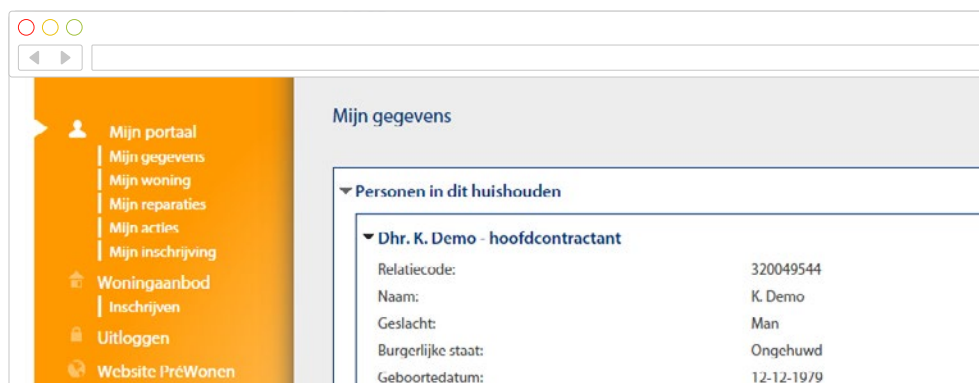 Mijn portaal
Mijn gegevens
Mijn woning
Mijn reparaties
Mijn acties
Mijn inschrijving
Woningaanbod
Inschrijven
Uitloggen
Website PréWonen
Mijn gegevens
Personen in dit huishouden
Dhr. K. Demo - hoofdcontractant
Relatiecode: 320049544
Naam: K. Demo
Geslacht: Man
Burgerlijke staat: Ongehuwd
Geboortedatum: 12-12-1979